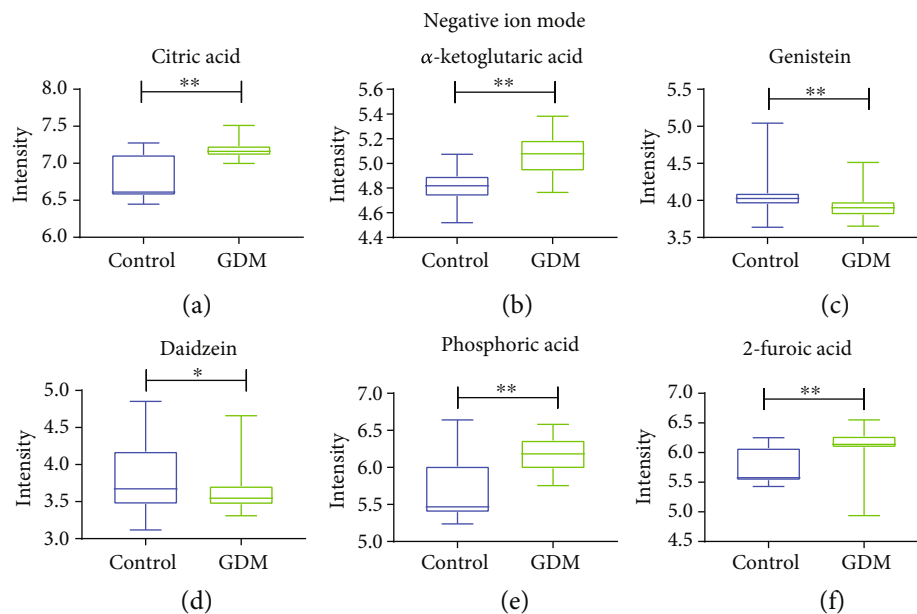 Negative ion mode
Citric acid
**
Intensity
8.0
7.5
7.0
6.5
6.0
Control GDM
(a)
α-ketoglutaric acid
**
Intensity
5.6
5.4
5.2
5.0
4.8
4.6
4.4
Control GDM
(b)
Genistein
**
Intensity
5.5
5.0
4.5
4.0
3.5
Control GDM
(c)
Daidzein
*
Intensity
5.0
4.5
4.0
3.5
3.0
Control GDM
(d)
Phosphoric acid
**
Intensity
7.0
6.5
6.0
5.5
5.0
Control GDM
(e)
2-furoic acid
**
Intensity
7.0
6.5
6.0
5.5
5.0
4.5
Control GDM
(f)